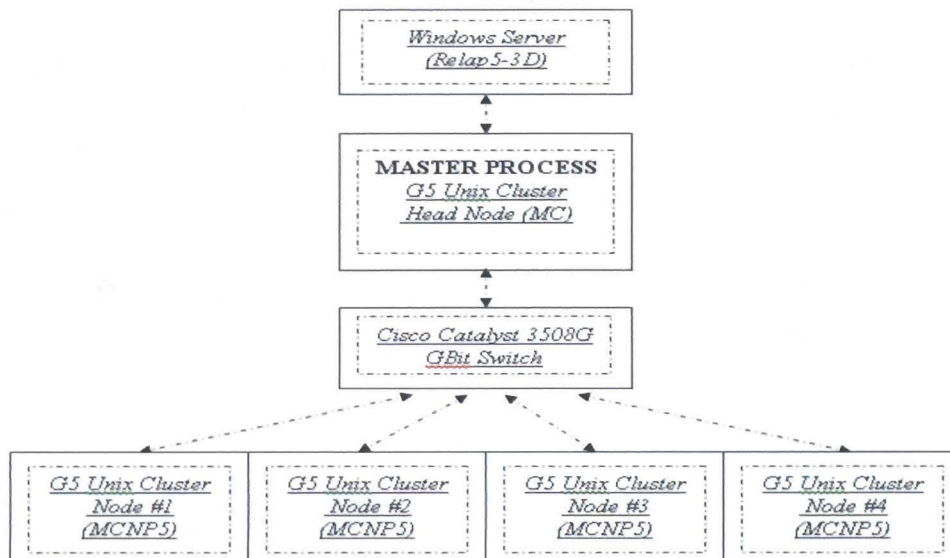 Windows Server
(Relap5-3D)
MASTER PROCESS
G5 Unix Cluster
Head Node (MC)
Cisco Catalyst 3508G
GBit Switch
G5 Unix Cluster
Node #1
(MCNP5)
G5 Unix Cluster
Node #2
(MCNP5)
G5 Unix Cluster
Node #3
(MCNP5)
G5 Unix Cluster
Node #4
(MCNP5)